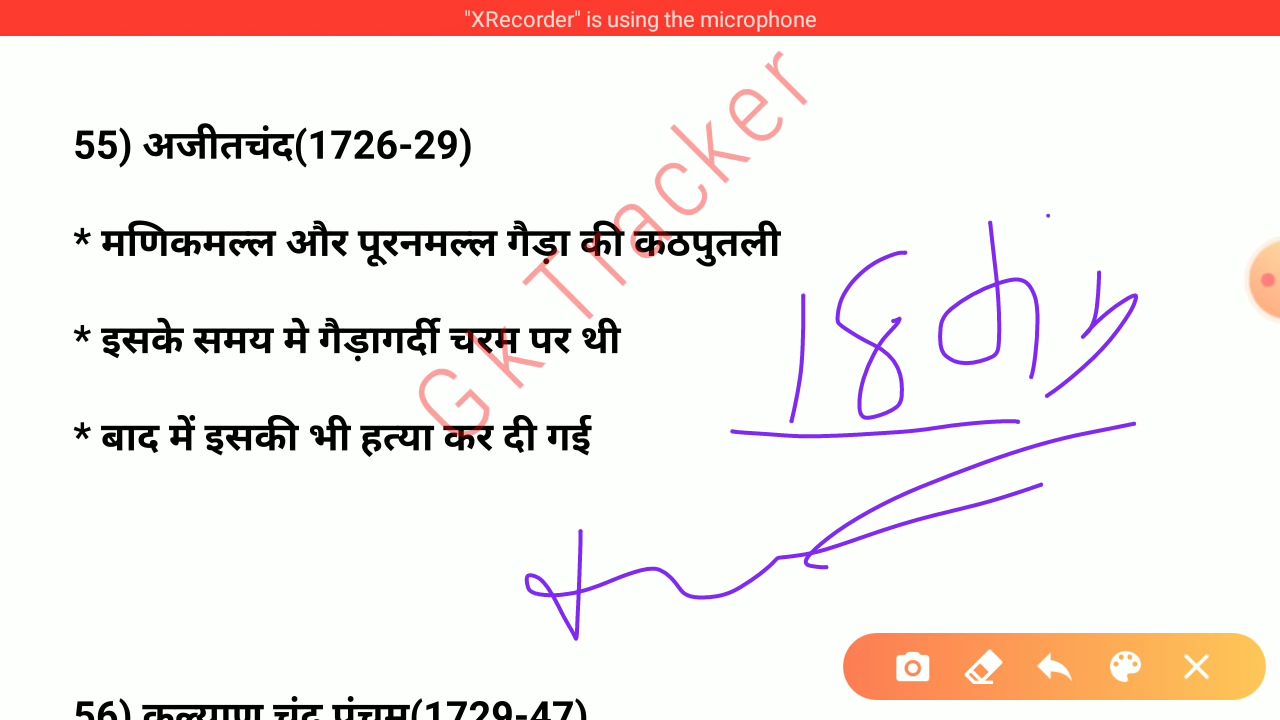 "XRecorder" is using the microphone
55) अजीतचंद(1726-29)
* मणिकमल्ल और पूरनमल्ल गैड़ा की कठपुतली
* इसके समय मे गैड़ागर्दी चरम पर थी
* बाद में इसकी भी हत्या कर दी गई
Gk Tracker
56) कल्याण चंद पंचम(1729-47)